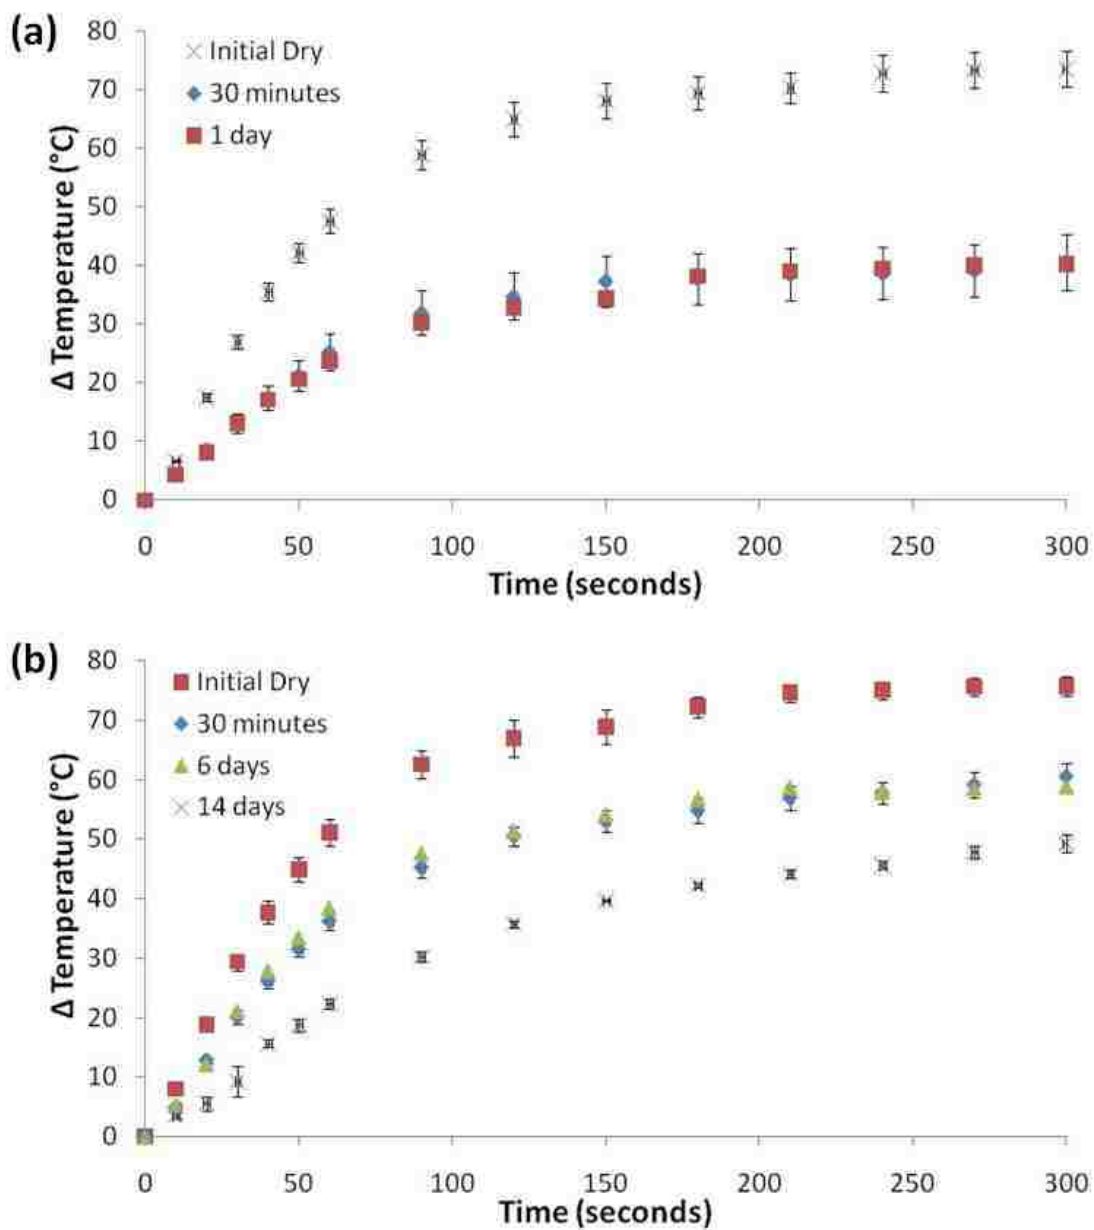 (a)
80
70
60
50
40
30
20
10
0
Δ Temperature (°C)
Initial Dry
30 minutes
1 day
0 50 100 150 200 250 300
Time (seconds)
(b)
80
70
60
50
40
30
20
10
0
Δ Temperature (°C)
Initial Dry
30 minutes
6 days
14 days
0 50 100 150 200 250 300
Time (seconds)